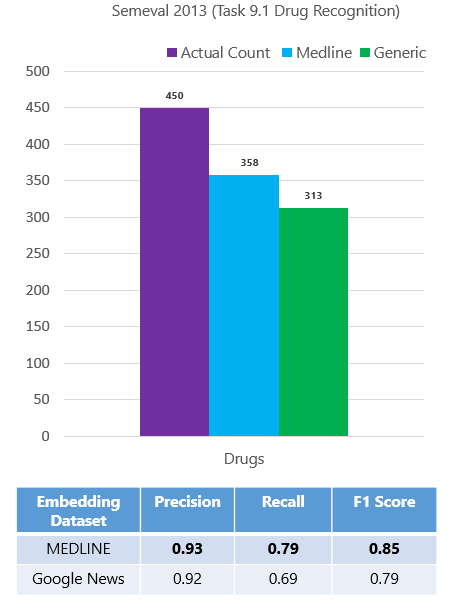 Semeval 2013 (Task 9.1 Drug Recognition)
Actual Count Medline Generic
500
450
400
350
300
250
200
150
100
50
0
450
358
313
Drugs
Embedding Dataset Precision Recall F1 Score
MEDLINE 0.93 0.79 0.85
Google News 0.92 0.69 0.79